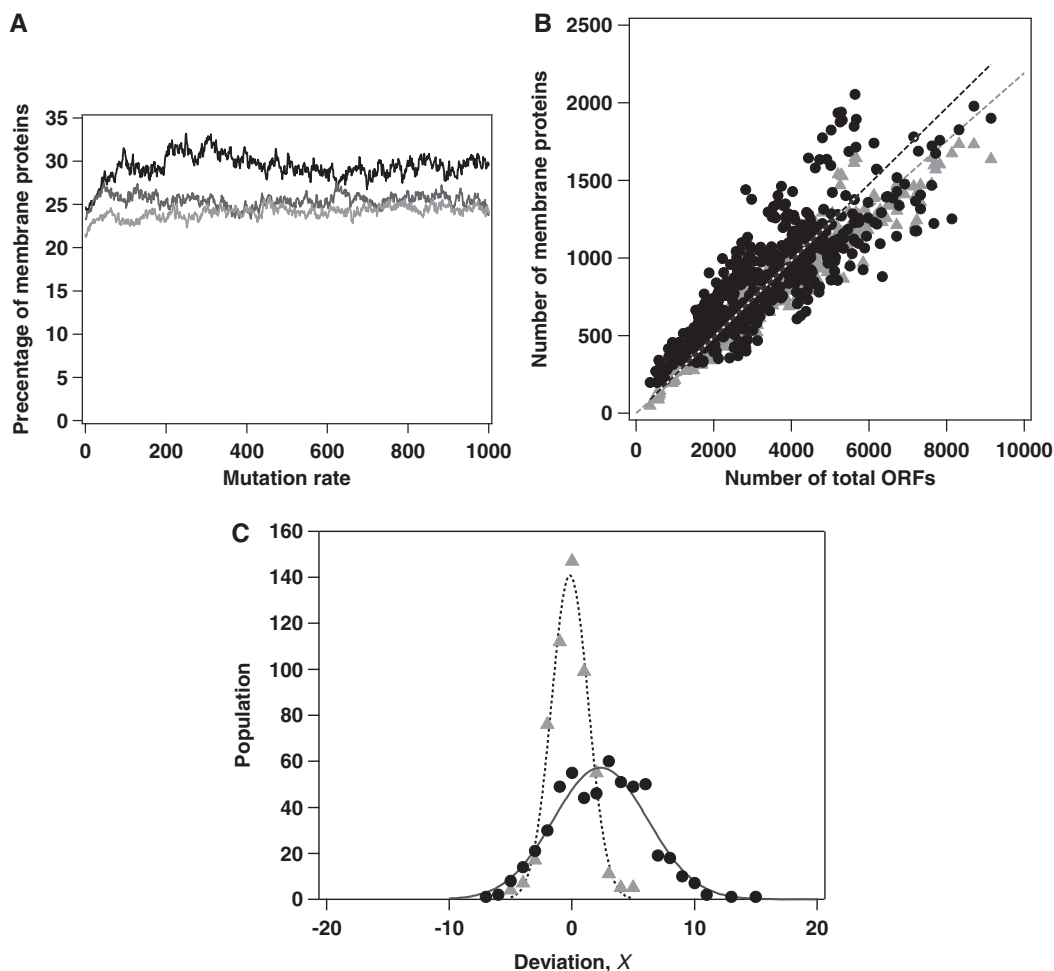 A
35
30
25
20
15
10
5
0
Precentage of membrane proteins
0 200 400 600 800 1000
Mutation rate
B
2500
2000
1500
1000
500
0
Number of membrane proteins
0 2000 4000 6000 8000 10000
Number of total ORFs
C
160
140
120
100
80
60
40
20
0
Population
-20 -10 0 10 20
Deviation, X